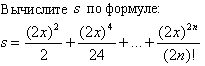 Вычислите s по формуле:
s = (2x)²/2 + (2x)⁴/24 + ... + (2x)²ⁿ/(2n)!